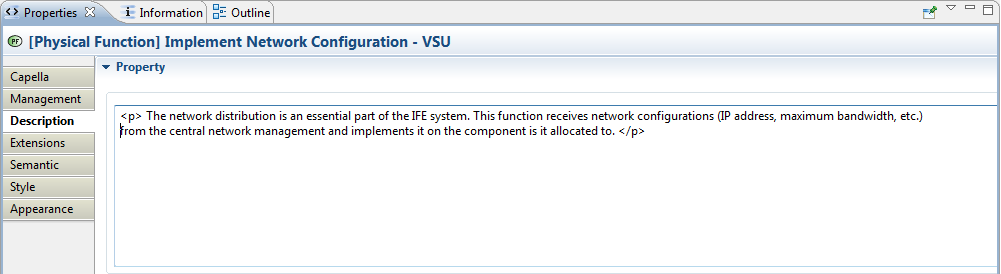 Properties Information Outline
PF [Physical Function] Implement Network Configuration - VSU
Property
Capella
Management
Description
Extensions
Semantic
Style
Appearance
<p> The network distribution is an essential part of the IFE system. This function receives network configurations (IP address, maximum bandwidth, etc.)
from the central network management and implements it on the component is it allocated to. </p>